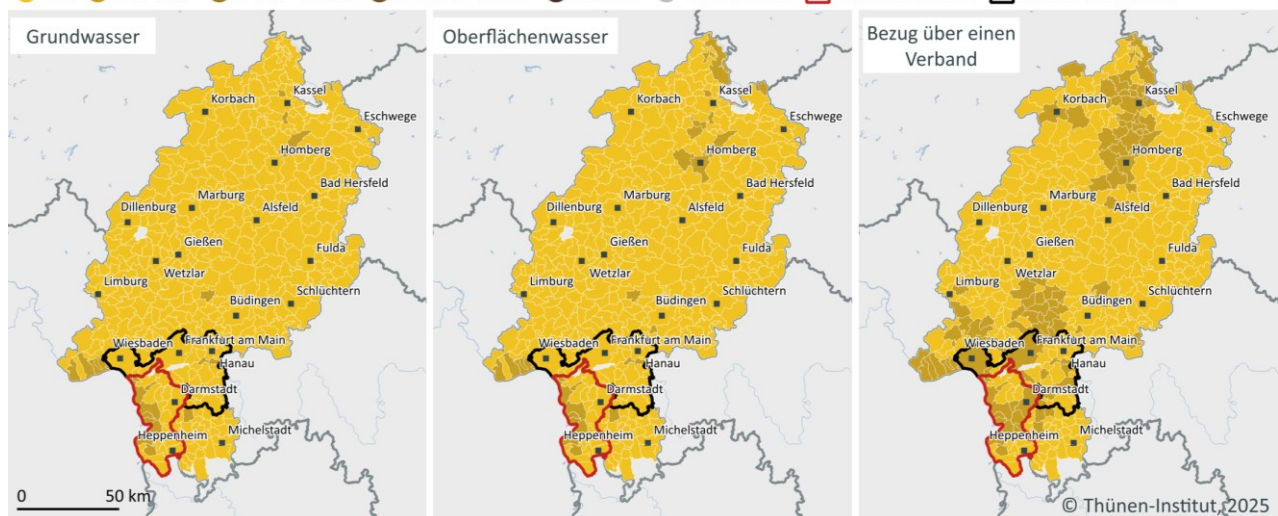 Grundwasser
Kassel
Korbach
Eschwege
Homberg
Bad Hersfeld
Marburg
Alsfeld
Dillenburg
Gießen
Fulda
Wetzlar
Limburg
Schlüchtern
Büdingen
Wiesbaden
Frankfurt am Main
Hanau
Darmstadt
Heppenheim
Michelstadt
0 50 km
Oberflächenwasser
Kassel
Korbach
Eschwege
Homberg
Bad Hersfeld
Marburg
Alsfeld
Dillenburg
Gießen
Fulda
Wetzlar
Limburg
Schlüchtern
Büdingen
Wiesbaden
Frankfurt am Main
Hanau
Darmstadt
Heppenheim
Michelstadt
Bezug über einen
Verband
Kassel
Korbach
Eschwege
Homberg
Bad Hersfeld
Marburg
Alsfeld
Dillenburg
Gießen
Fulda
Wetzlar
Limburg
Schlüchtern
Büdingen
Wiesbaden
Frankfurt am Main
Hanau
Darmstadt
Heppenheim
Michelstadt
© Thünen-Institut, 2025